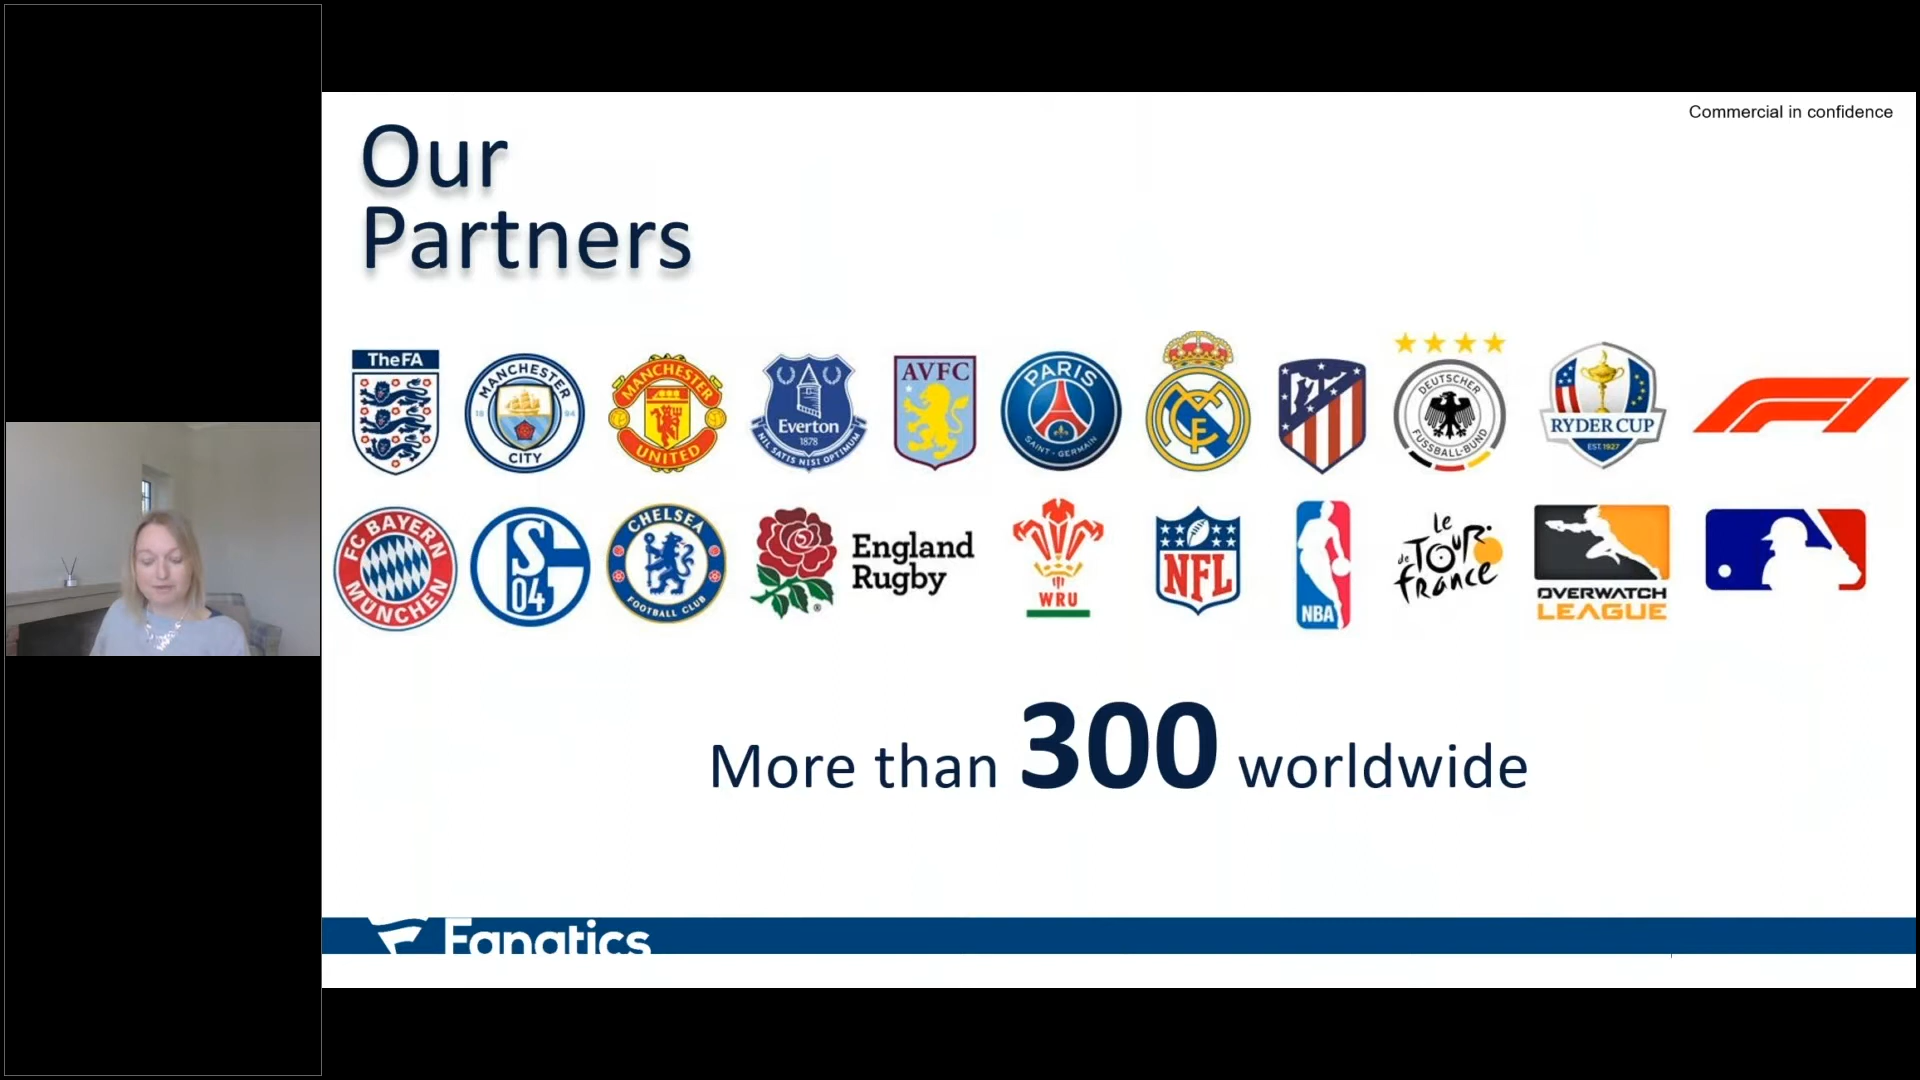 Commercial in confidence
Our
Partners
The FA
MANCHESTER
18 94
CITY
MANCHESTER
UNITED
Everton
1878
NIL SATIS NISI OPTIMUM
AVFC
PARIS
SAINT-GERMAIN
DEUTSCHER
FUSSBALL-BUND
RYDER CUP
EST. 1927
FC BAYERN
MÜNCHEN
S
04
CHELSEA
FOOTBALL CLUB
England
Rugby
WRU
NFL
NBA
Le
TOUR
de
france
OVERWATCH
LEAGUE
More than 300 worldwide
Fanatics